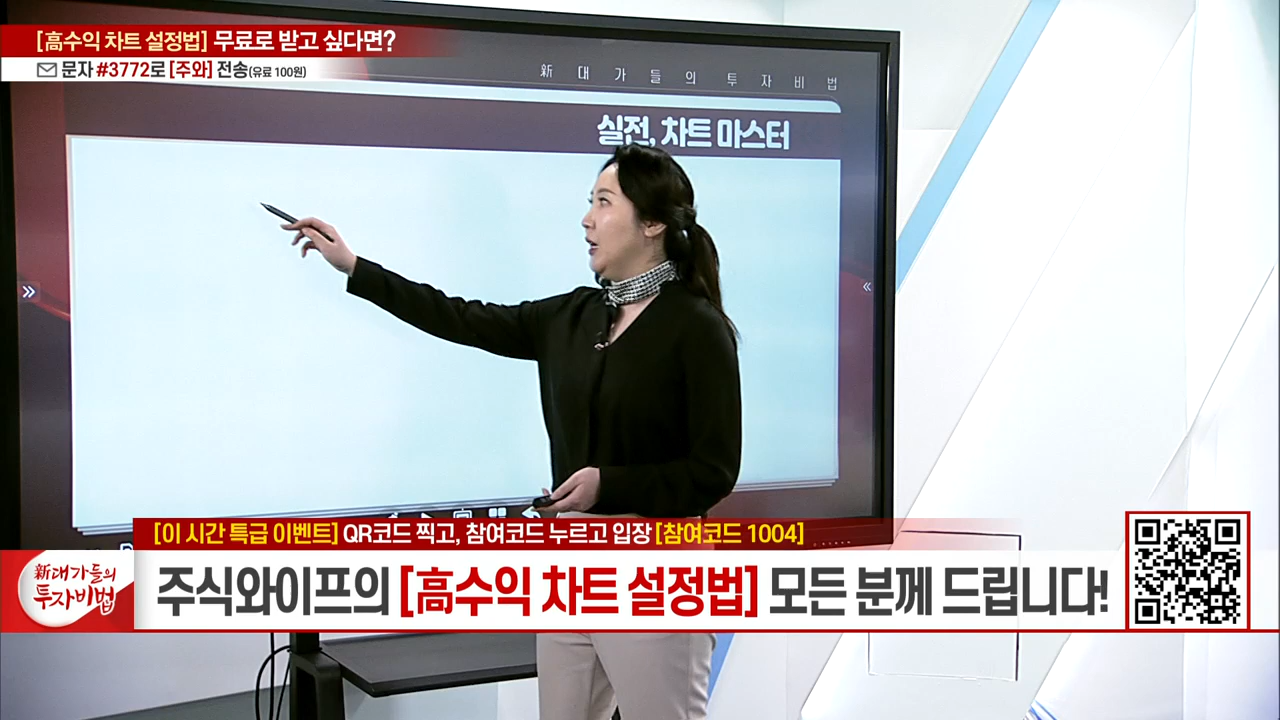 [高수익 차트 설정법] 무료로 받고 싶다면?
문자 #3772로 [주와] 전송(유료 100원)
新 대 가 들 의 투 자 비 법
실전, 차트 마스터
[이 시간 특급 이벤트] QR코드 찍고, 참여코드 누르고 입장 [참여코드 1004]
新대가들의
투자비법
주식와이프의 [高수익 차트 설정법] 모든 분께 드립니다!